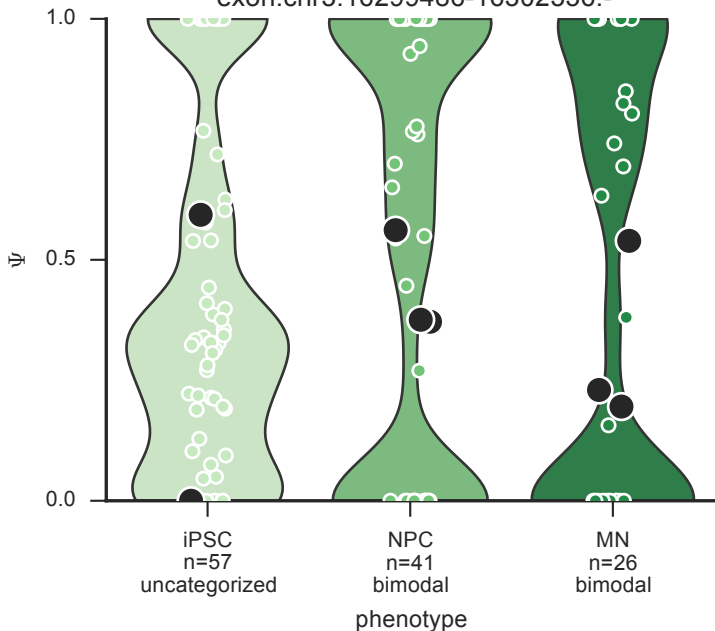 1.0
Ψ
0.5
0.0
iPSC
n=57
uncategorized
NPC
n=41
bimodal
MN
n=26
bimodal
phenotype